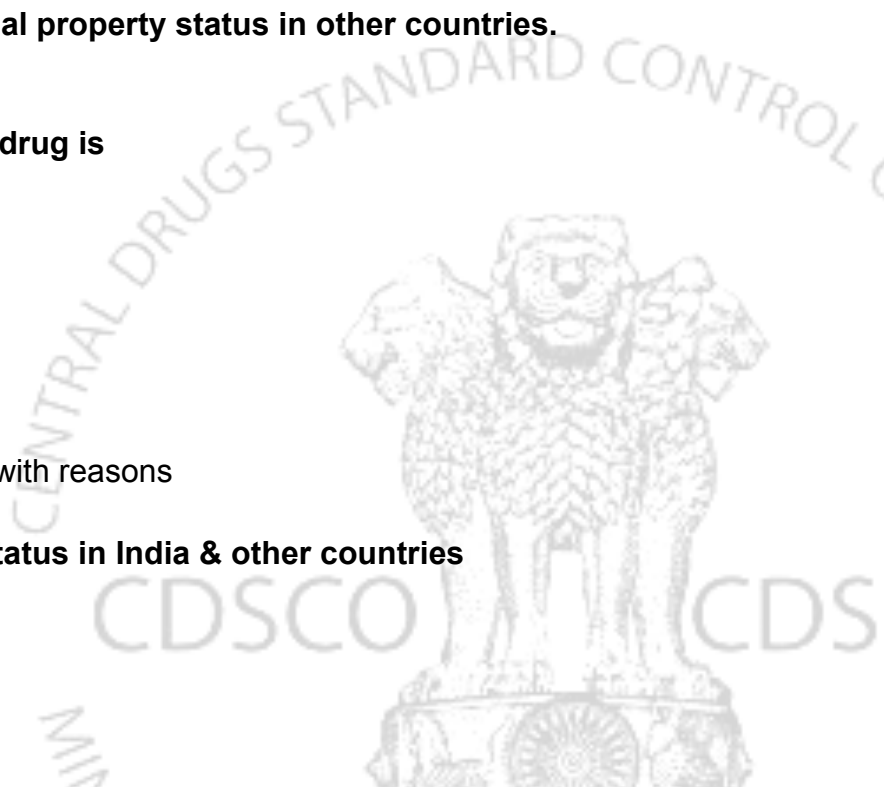 al property status in other countries.
CENTRAL DRUGS STANDARD CONTROL
drug is
with reasons
tatus in India & other countries
CDSCO
CDS
MIN